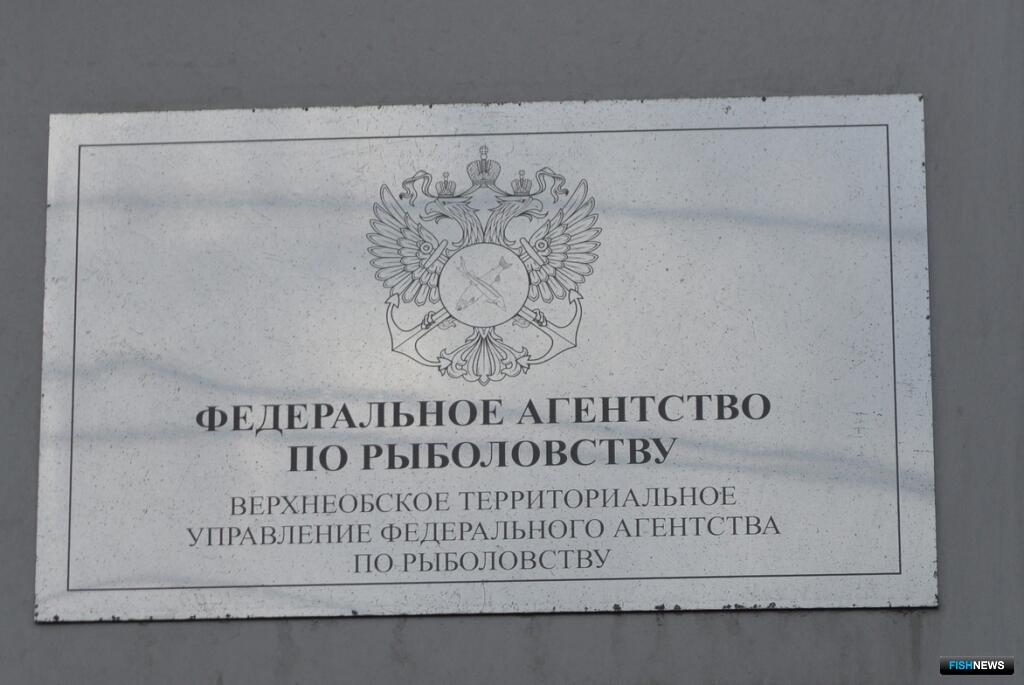 ФЕДЕРАЛЬНОЕ АГЕНТСТВО
ПО РЫБОЛОВСТВУ
ВЕРХНЕОБСКОЕ ТЕРРИТОРИАЛЬНОЕ
УПРАВЛЕНИЕ ФЕДЕРАЛЬНОГО АГЕНТСТВА
ПО РЫБОЛОВСТВУ
FISHNEWS